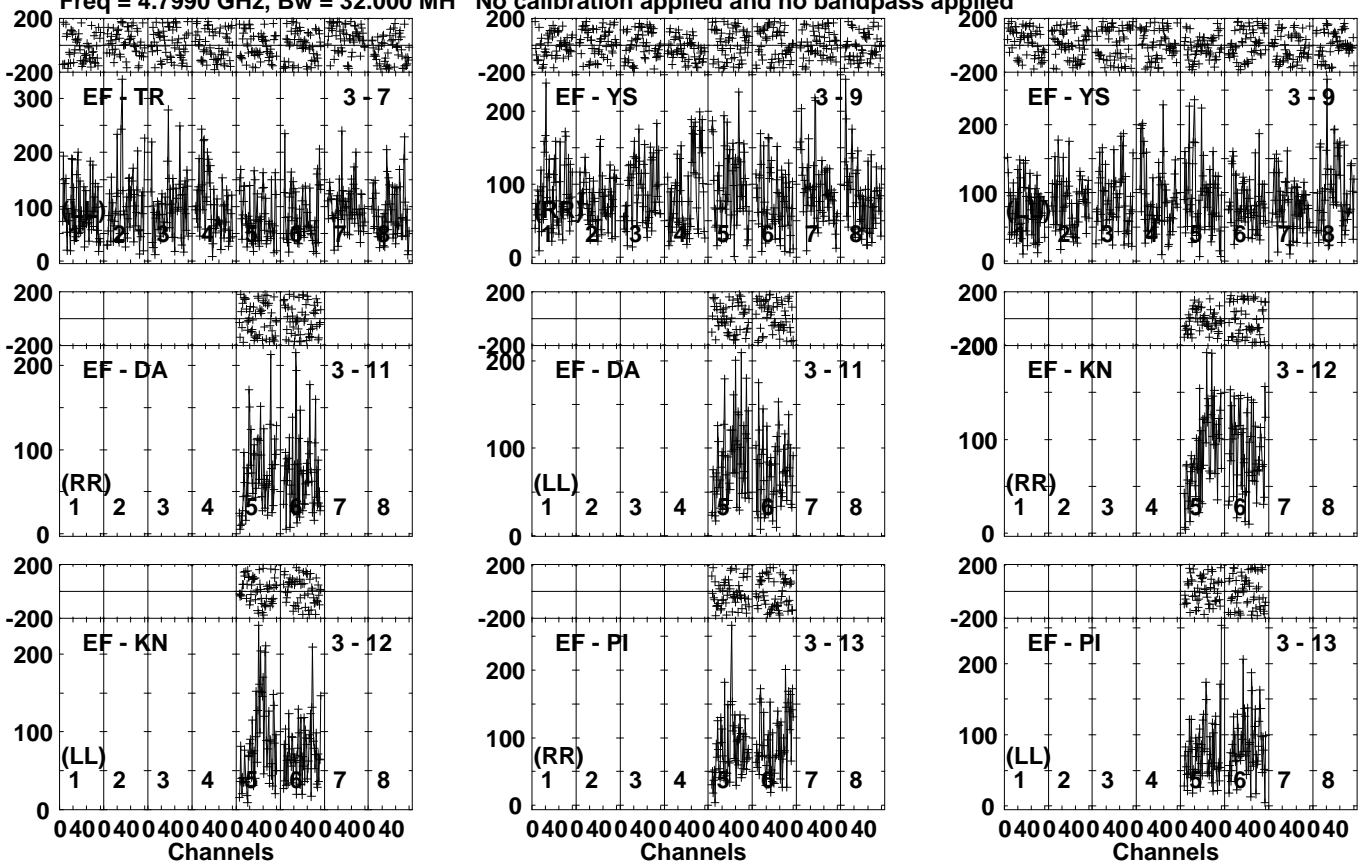 Freq = 4.7990 GHz, Bw = 32.000 MH No calibration applied and no bandpass applied
200 200 200
-200 -200 -200
EF - TR 3 - 7 EF - YS 3 - 9 EF - YS 3 - 9
300
200 200 200
100 100 100
(LL) (RR) (LL)
1 2 3 4 5 6 7 8 1 2 3 4 5 6 7 8 1 2 3 4 5 6 7 8
0 0 0
200 200 200
-200 -200 -200
EF - DA 3 - 11 EF - DA 3 - 11 EF - KN 3 - 12
200 200 200
100 100 100
(RR) (LL) (RR)
1 2 3 4 5 6 7 8 1 2 3 4 5 6 7 8 1 2 3 4 5 6 7 8
0 0 0
200 200 200
-200 -200 -200
EF - KN 3 - 12 EF - PI 3 - 13 EF - PI 3 - 13
200 200 200
100 100 100
(LL) (RR) (LL)
1 2 3 4 5 6 7 8 1 2 3 4 5 6 7 8 1 2 3 4 5 6 7 8
0 0 0
0 40 0 40 0 40 0 40 0 40 0 40 0 40 0 40 0 40 0 40 0 40 0 40 0 40 0 40 0 40 0 40 0 40 0 40 0 40 0 40 0 40 0 40 0 40 0 40
Channels Channels Channels